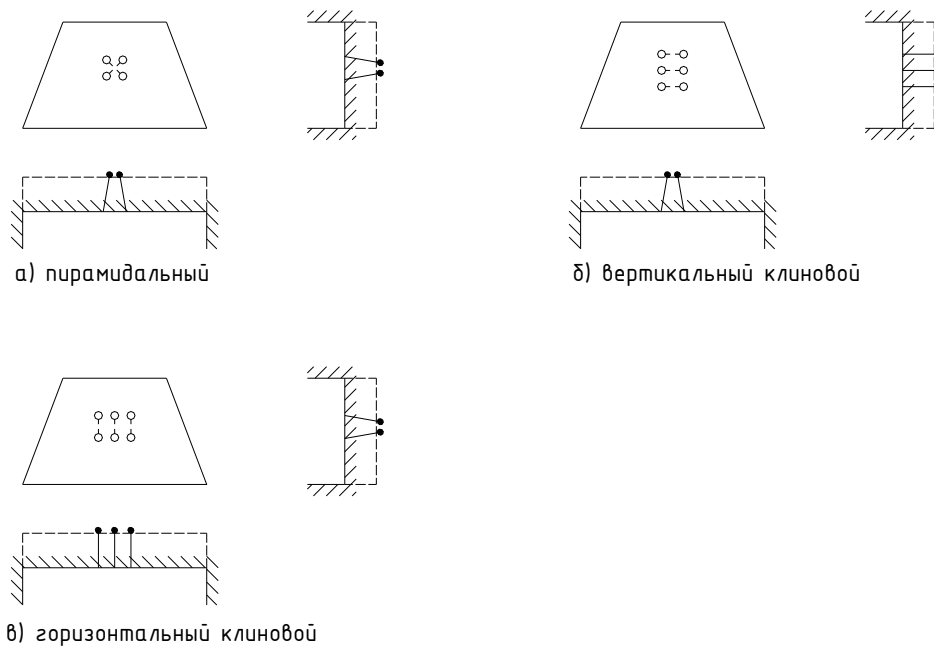 а) пирамидальный
б) вертикальный клиновой
в) горизонтальный клиновой